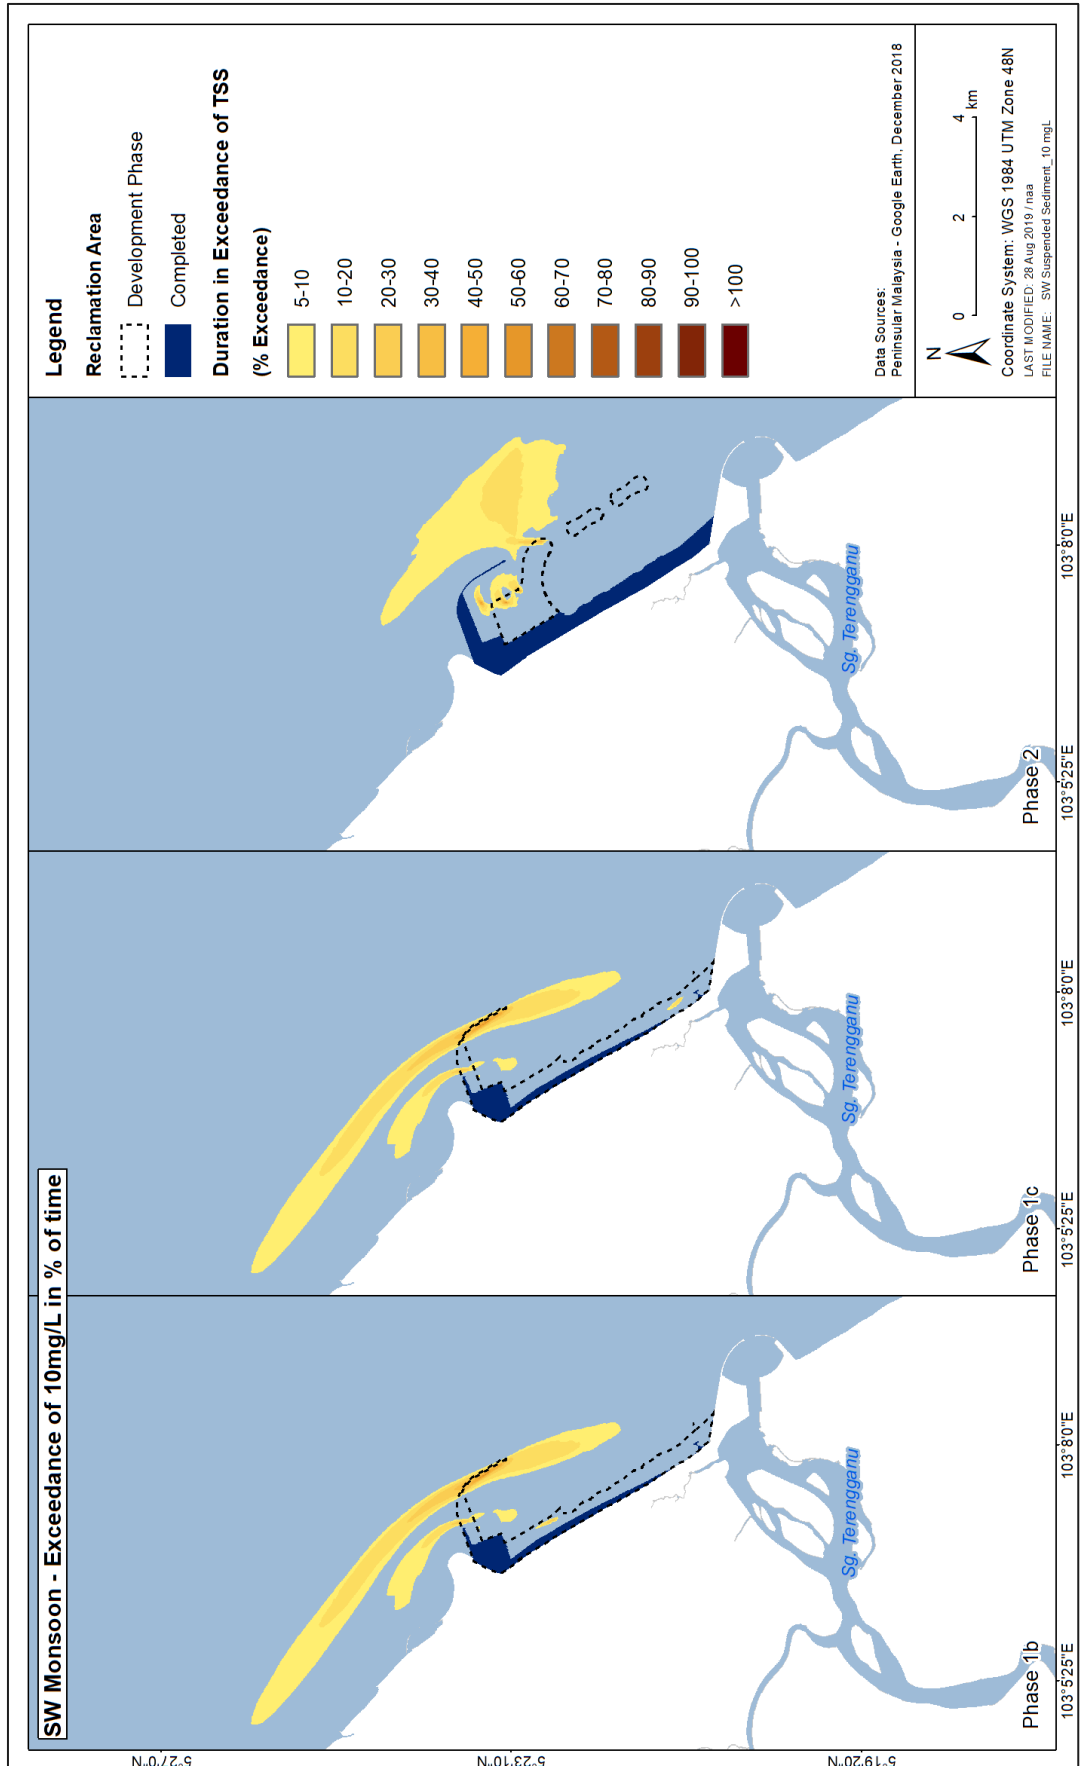 SW Monsoon - Exceedance of 10mg/L in % of time
5°27'0"N
5°23'10"N
5°19'20"N
Sg. Terengganu
Phase 1b
103°5'25"E
103°8'0"E
Sg. Terengganu
Phase 1c
103°5'25"E
103°8'0"E
Sg. Terengganu
Phase 2
103°5'25"E
103°8'0"E
Legend
Reclamation Area
Development Phase
Completed
Duration in Exceedance of TSS
(% Exceedance)
5-10
10-20
20-30
30-40
40-50
50-60
60-70
70-80
80-90
90-100
>100
Data Sources:
Peninsular Malaysia - Google Earth, December 2018
N
0 2 4
km
Coordinate System: WGS 1984 UTM Zone 48N
LAST MODIFIED: 28 Aug 2019 / naa
FILE NAME: SW Suspended Sediment_10 mgL